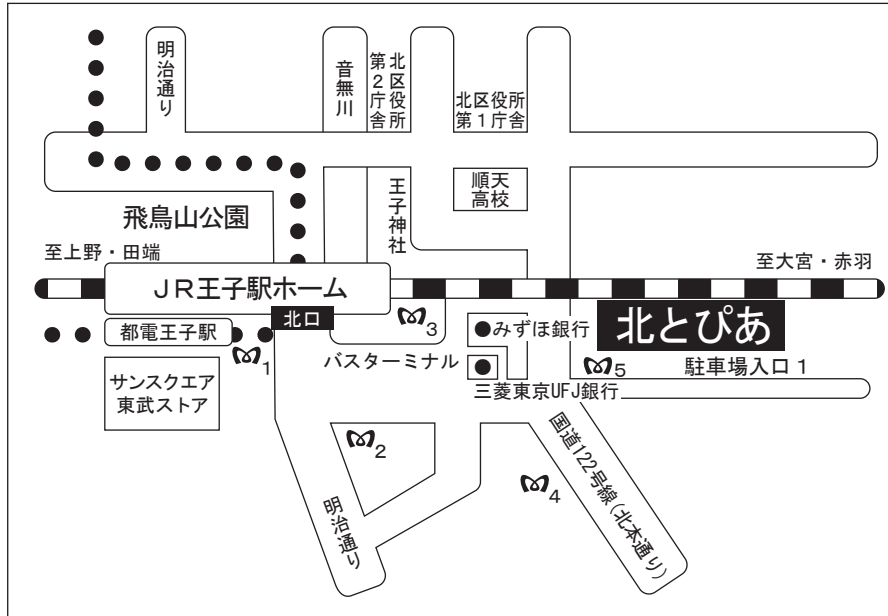 明治通り
音無川
北区役所
第2庁舎
北区役所
第1庁舎
順天
高校
王子神社
飛鳥山公園
至上野・田端
至大宮・赤羽
JR王子駅ホーム
北口
北とぴあ
都電王子駅
1
3
みずほ銀行
バスターミナル
5
駐車場入口1
サンスクエア
東武ストア
三菱東京UFJ銀行
2
4
国道122号線(北本通り)
明治通り